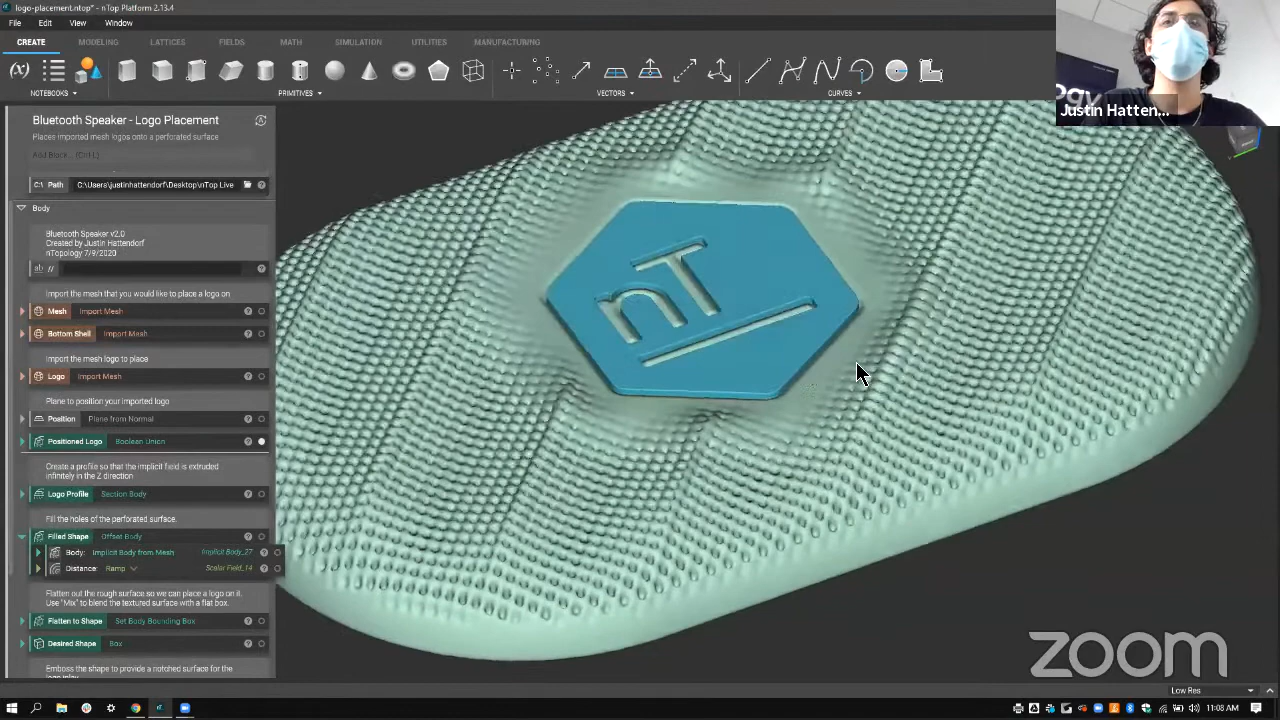 logo-placement.ntop* - nTop Platform 2.13.4
File Edit View Window
CREATE MODELING LATTICES FIELDS MATH SIMULATION UTILITIES MANUFACTURING
NOTEBOOKS PRIMITIVES VECTORS CURVES
Justin Hatten...
Bluetooth Speaker - Logo Placement
Places imported mesh logos onto a perforated surface
Add Block... (Ctrl-L)
C:\ Path C:\Users\justinhattendorf\Desktop\nTop Live
Body
Bluetooth Speaker v2.0
Created by Justin Hattendorf
nTopology 7/9/2020
ab //
Import the mesh that you would like to place a logo on
Mesh Import Mesh
Bottom Shell Import Mesh
Import the mesh logo to place
Logo Import Mesh
Plane to position your imported logo
Position Plane from Normal
Positioned Logo Boolean Union
Create a profile so that the implicit field is extruded
infinitely in the Z direction
Logo Profile Section Body
Fill the holes of the perforated surface.
Filled Shape Offset Body
Body: Implicit Body from Mesh Implicit Body_27
Distance: Ramp Scalar Field_14
Flatten out the rough surface so we can place a logo on it.
Use "Mix" to blend the textured surface with a flat box.
Flatten to Shape Set Body Bounding Box
Desired Shape Box
Emboss the shape to provide a notched surface for the
nT
zoom
Low Res
11:08 AM